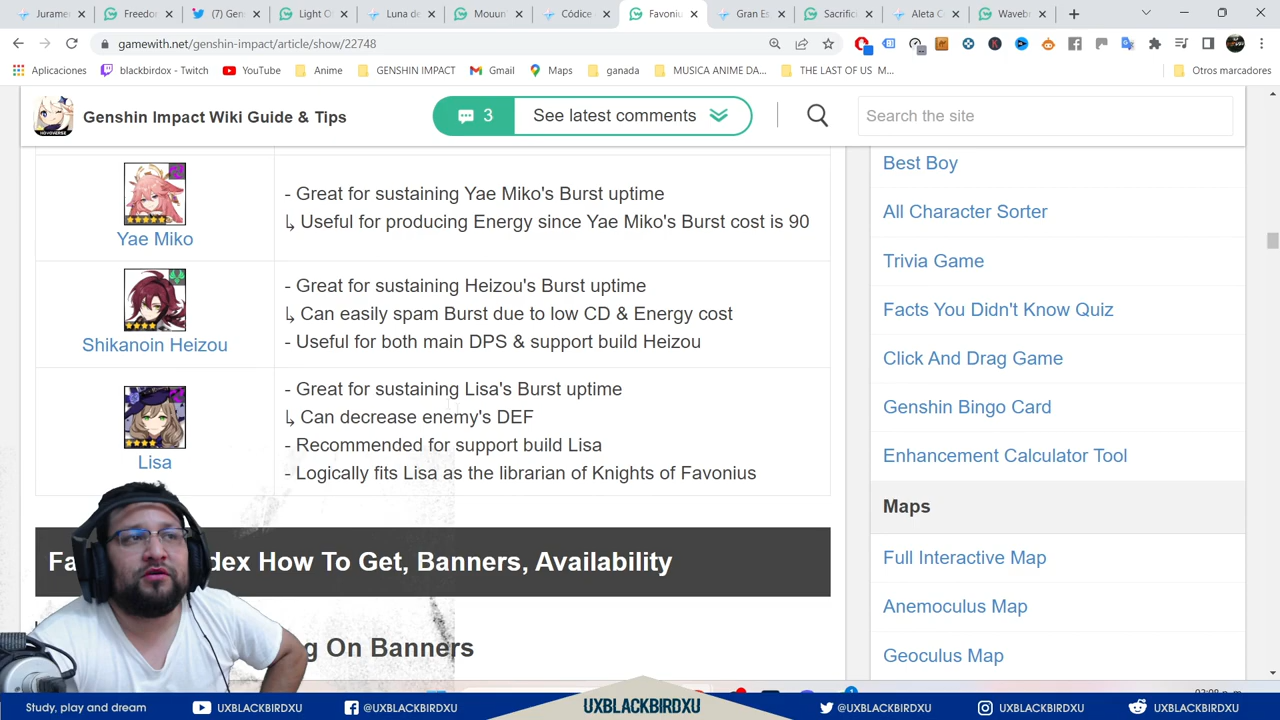 Jurame
Freedo
(7) Gen
Light O
Luna de
Mouun
Códice
Favoniu
Gran Es
Sacrifici
Aleta C
Wavebr
gamewith.net/genshin-impact/article/show/22748
Aplicaciones
blackbirdox - Twitch
YouTube
Anime
GENSHIN IMPACT
Gmail
Maps
ganada
MUSICA ANIME DA...
THE LAST OF US M...
Otros marcadores
Genshin Impact Wiki Guide & Tips
3
See latest comments
Search the site
Yae Miko
- Great for sustaining Yae Miko's Burst uptime
↳ Useful for producing Energy since Yae Miko's Burst cost is 90
Shikanoin Heizou
- Great for sustaining Heizou's Burst uptime
↳ Can easily spam Burst due to low CD & Energy cost
- Useful for both main DPS & support build Heizou
Lisa
- Great for sustaining Lisa's Burst uptime
↳ Can decrease enemy's DEF
- Recommended for support build Lisa
- Logically fits Lisa as the librarian of Knights of Favonius
Fa dex How To Get, Banners, Availability
g On Banners
Best Boy
All Character Sorter
Trivia Game
Facts You Didn't Know Quiz
Click And Drag Game
Genshin Bingo Card
Enhancement Calculator Tool
Maps
Full Interactive Map
Anemoculus Map
Geoculus Map
Study, play and dream
UXBLACKBIRDXU
@UXBLACKBIRDXU
UXBLACKBIRDXU
@UXBLACKBIRDXU
UXBLACKBIRDXU
UXBLACKBIRDXU